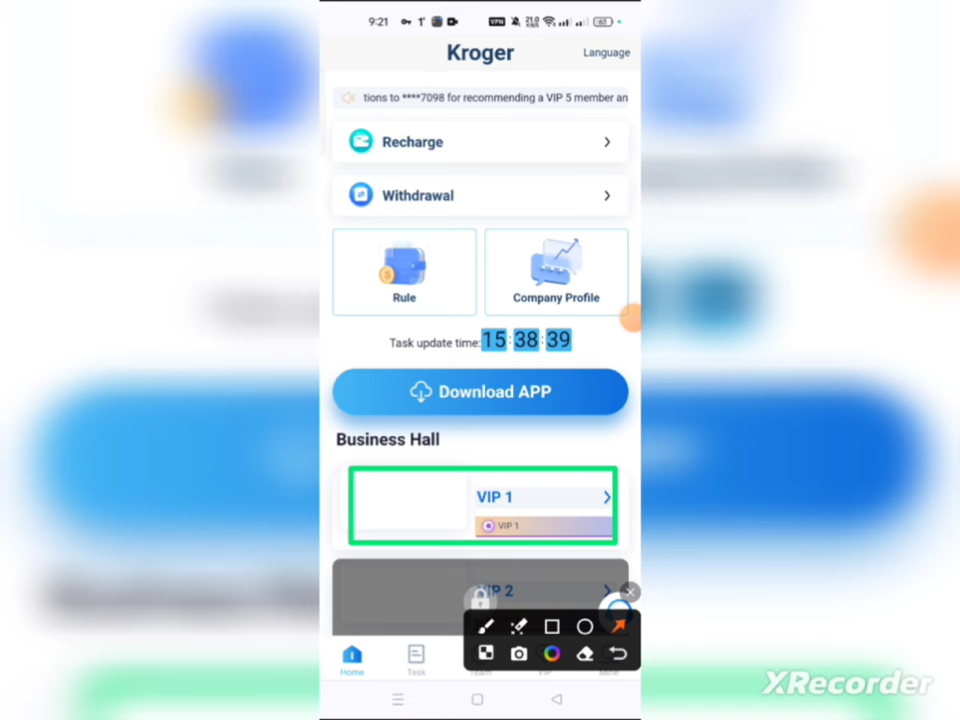 9:21
VPN
Kroger
Language
tions to ****7098 for recommending a VIP 5 member an
Recharge
Withdrawal
Rule
Company Profile
Task update time: 15 : 38 : 39
Download APP
Business Hall
VIP 1
VIP 1
VIP 2
Home
Task
XRecorder